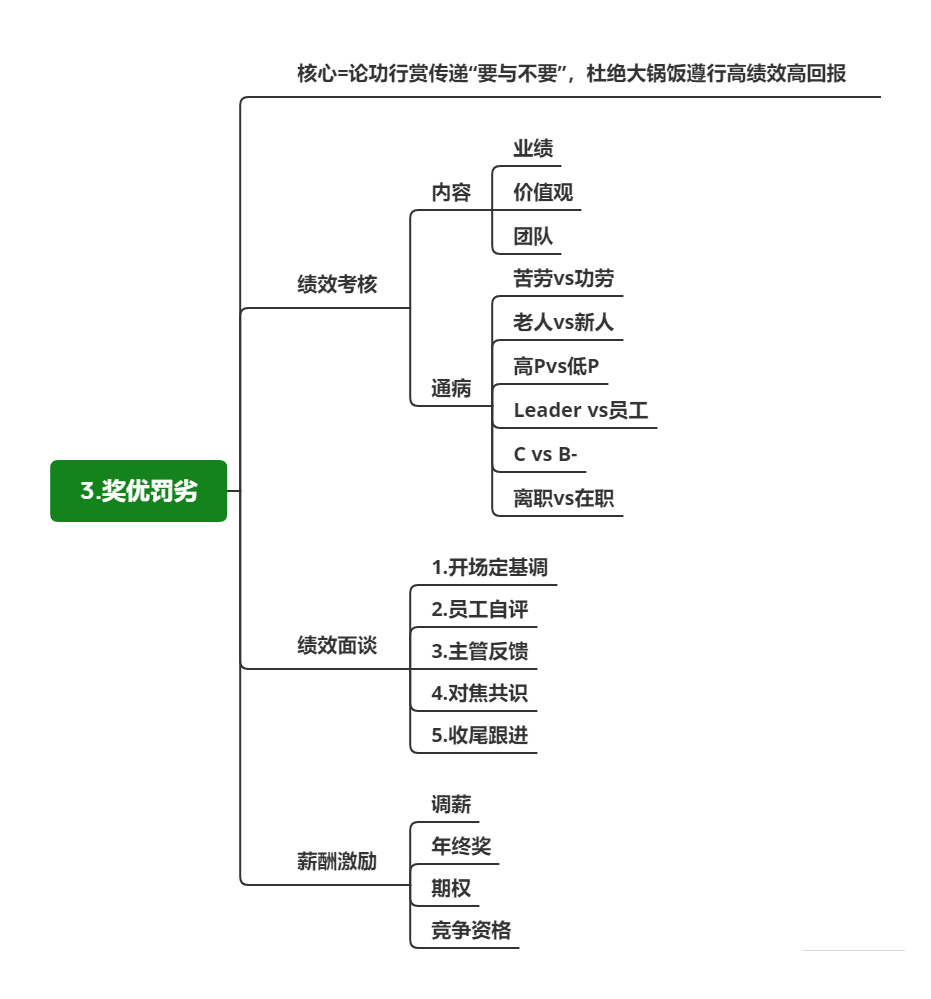 核心=论功行赏传递“要与不要”，杜绝大锅饭遵行高绩效高回报
业绩
内容
价值观
团队
绩效考核
苦劳vs功劳
老人vs新人
高Pvs低P
通病
Leader vs员工
C vs B-
3.奖优罚劣
离职vs在职
1.开场定基调
2.员工自评
绩效面谈
3.主管反馈
4.对焦共识
5.收尾跟进
调薪
年终奖
薪酬激励
期权
竞争资格